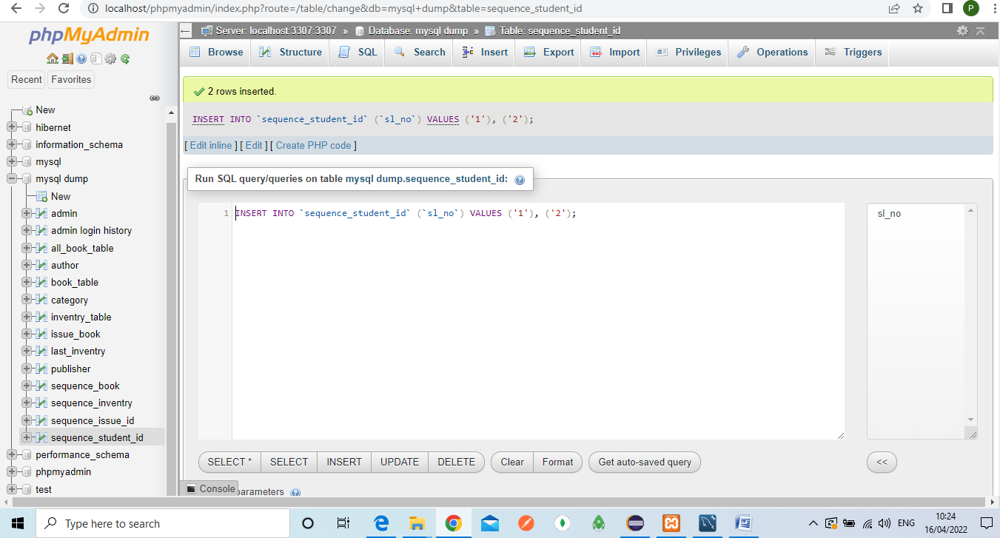 localhost/phpmyadmin/index.php?route=/table/change&db=mysql+dump&table=sequence_student_id
P
phpMyAdmin
Recent Favorites
New
hibernet
information_schema
mysql
mysql dump
New
admin
admin login history
all_book_table
author
book_table
category
inventry_table
issue_book
last_inventry
publisher
sequence_book
sequence_inventry
sequence_issue_id
sequence_student_id
performance_schema
phpmyadmin
test
Server: localhost:3307:3307 » Database: mysql dump » Table: sequence_student_id
Browse Structure SQL Search Insert Export Import Privileges Operations Triggers
2 rows inserted.
INSERT INTO `sequence_student_id` (`sl_no`) VALUES ('1'), ('2');
[ Edit inline ] [ Edit ] [ Create PHP code ]
Run SQL query/queries on table mysql dump.sequence_student_id:
1 INSERT INTO `sequence_student_id` (`sl_no`) VALUES ('1'), ('2');
sl_no
SELECT * SELECT INSERT UPDATE DELETE Clear Format Get auto-saved query <<
Console parameters
Type here to search
ENG
10:24
16/04/2022